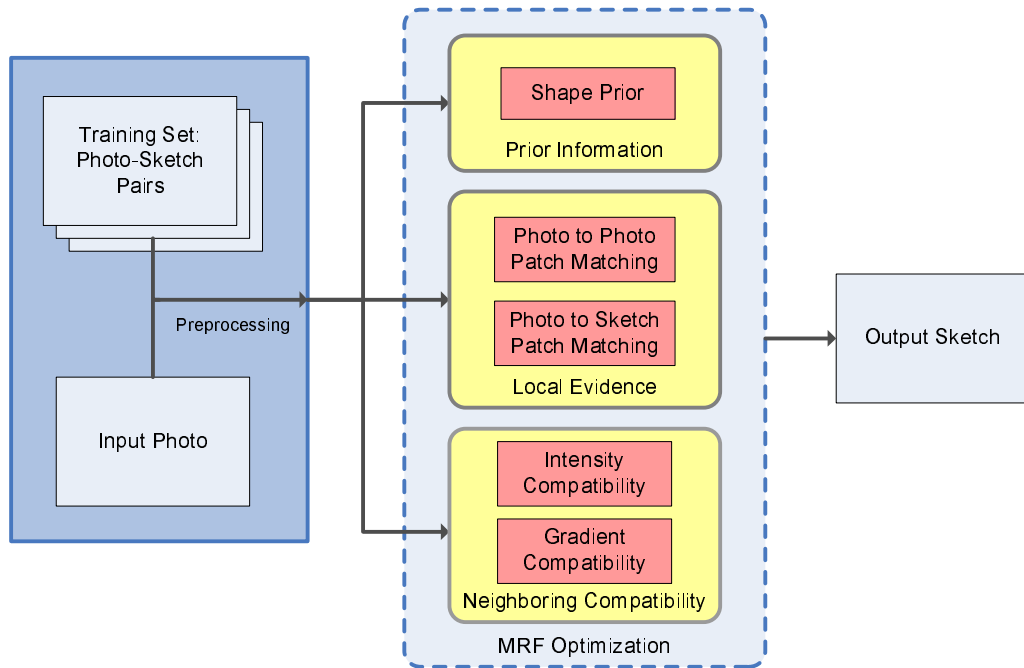 Training Set:
Photo-Sketch
Pairs
Preprocessing
Input Photo
Shape Prior
Prior Information
Photo to Photo
Patch Matching
Photo to Sketch
Patch Matching
Local Evidence
Intensity
Compatibility
Gradient
Compatibility
Neighboring Compatibility
MRF Optimization
Output Sketch